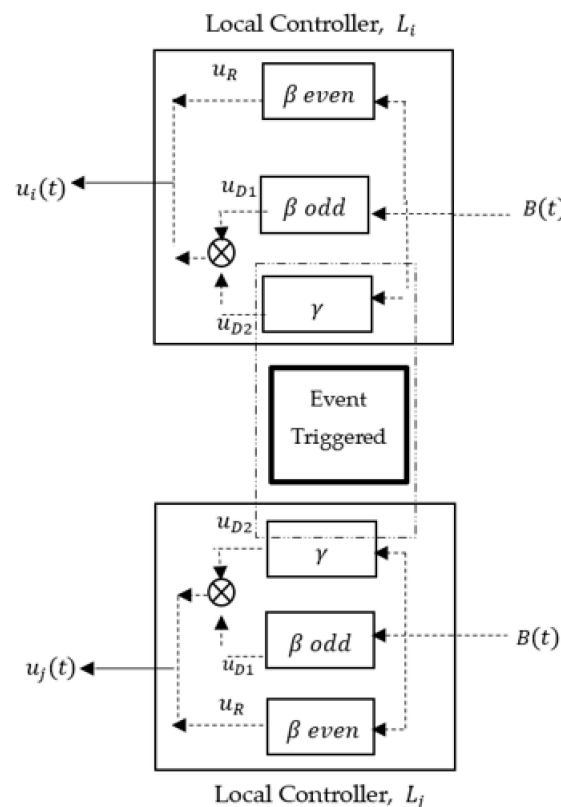 Local Controller, Lᵢ
u_R
β even
uᵢ(t)
u_D1
β odd
B(t)
u_D2
γ
Event
Triggered
u_D2
γ
u_D1
β odd
B(t)
uⱼ(t)
u_R
β even
Local Controller, Lⱼ